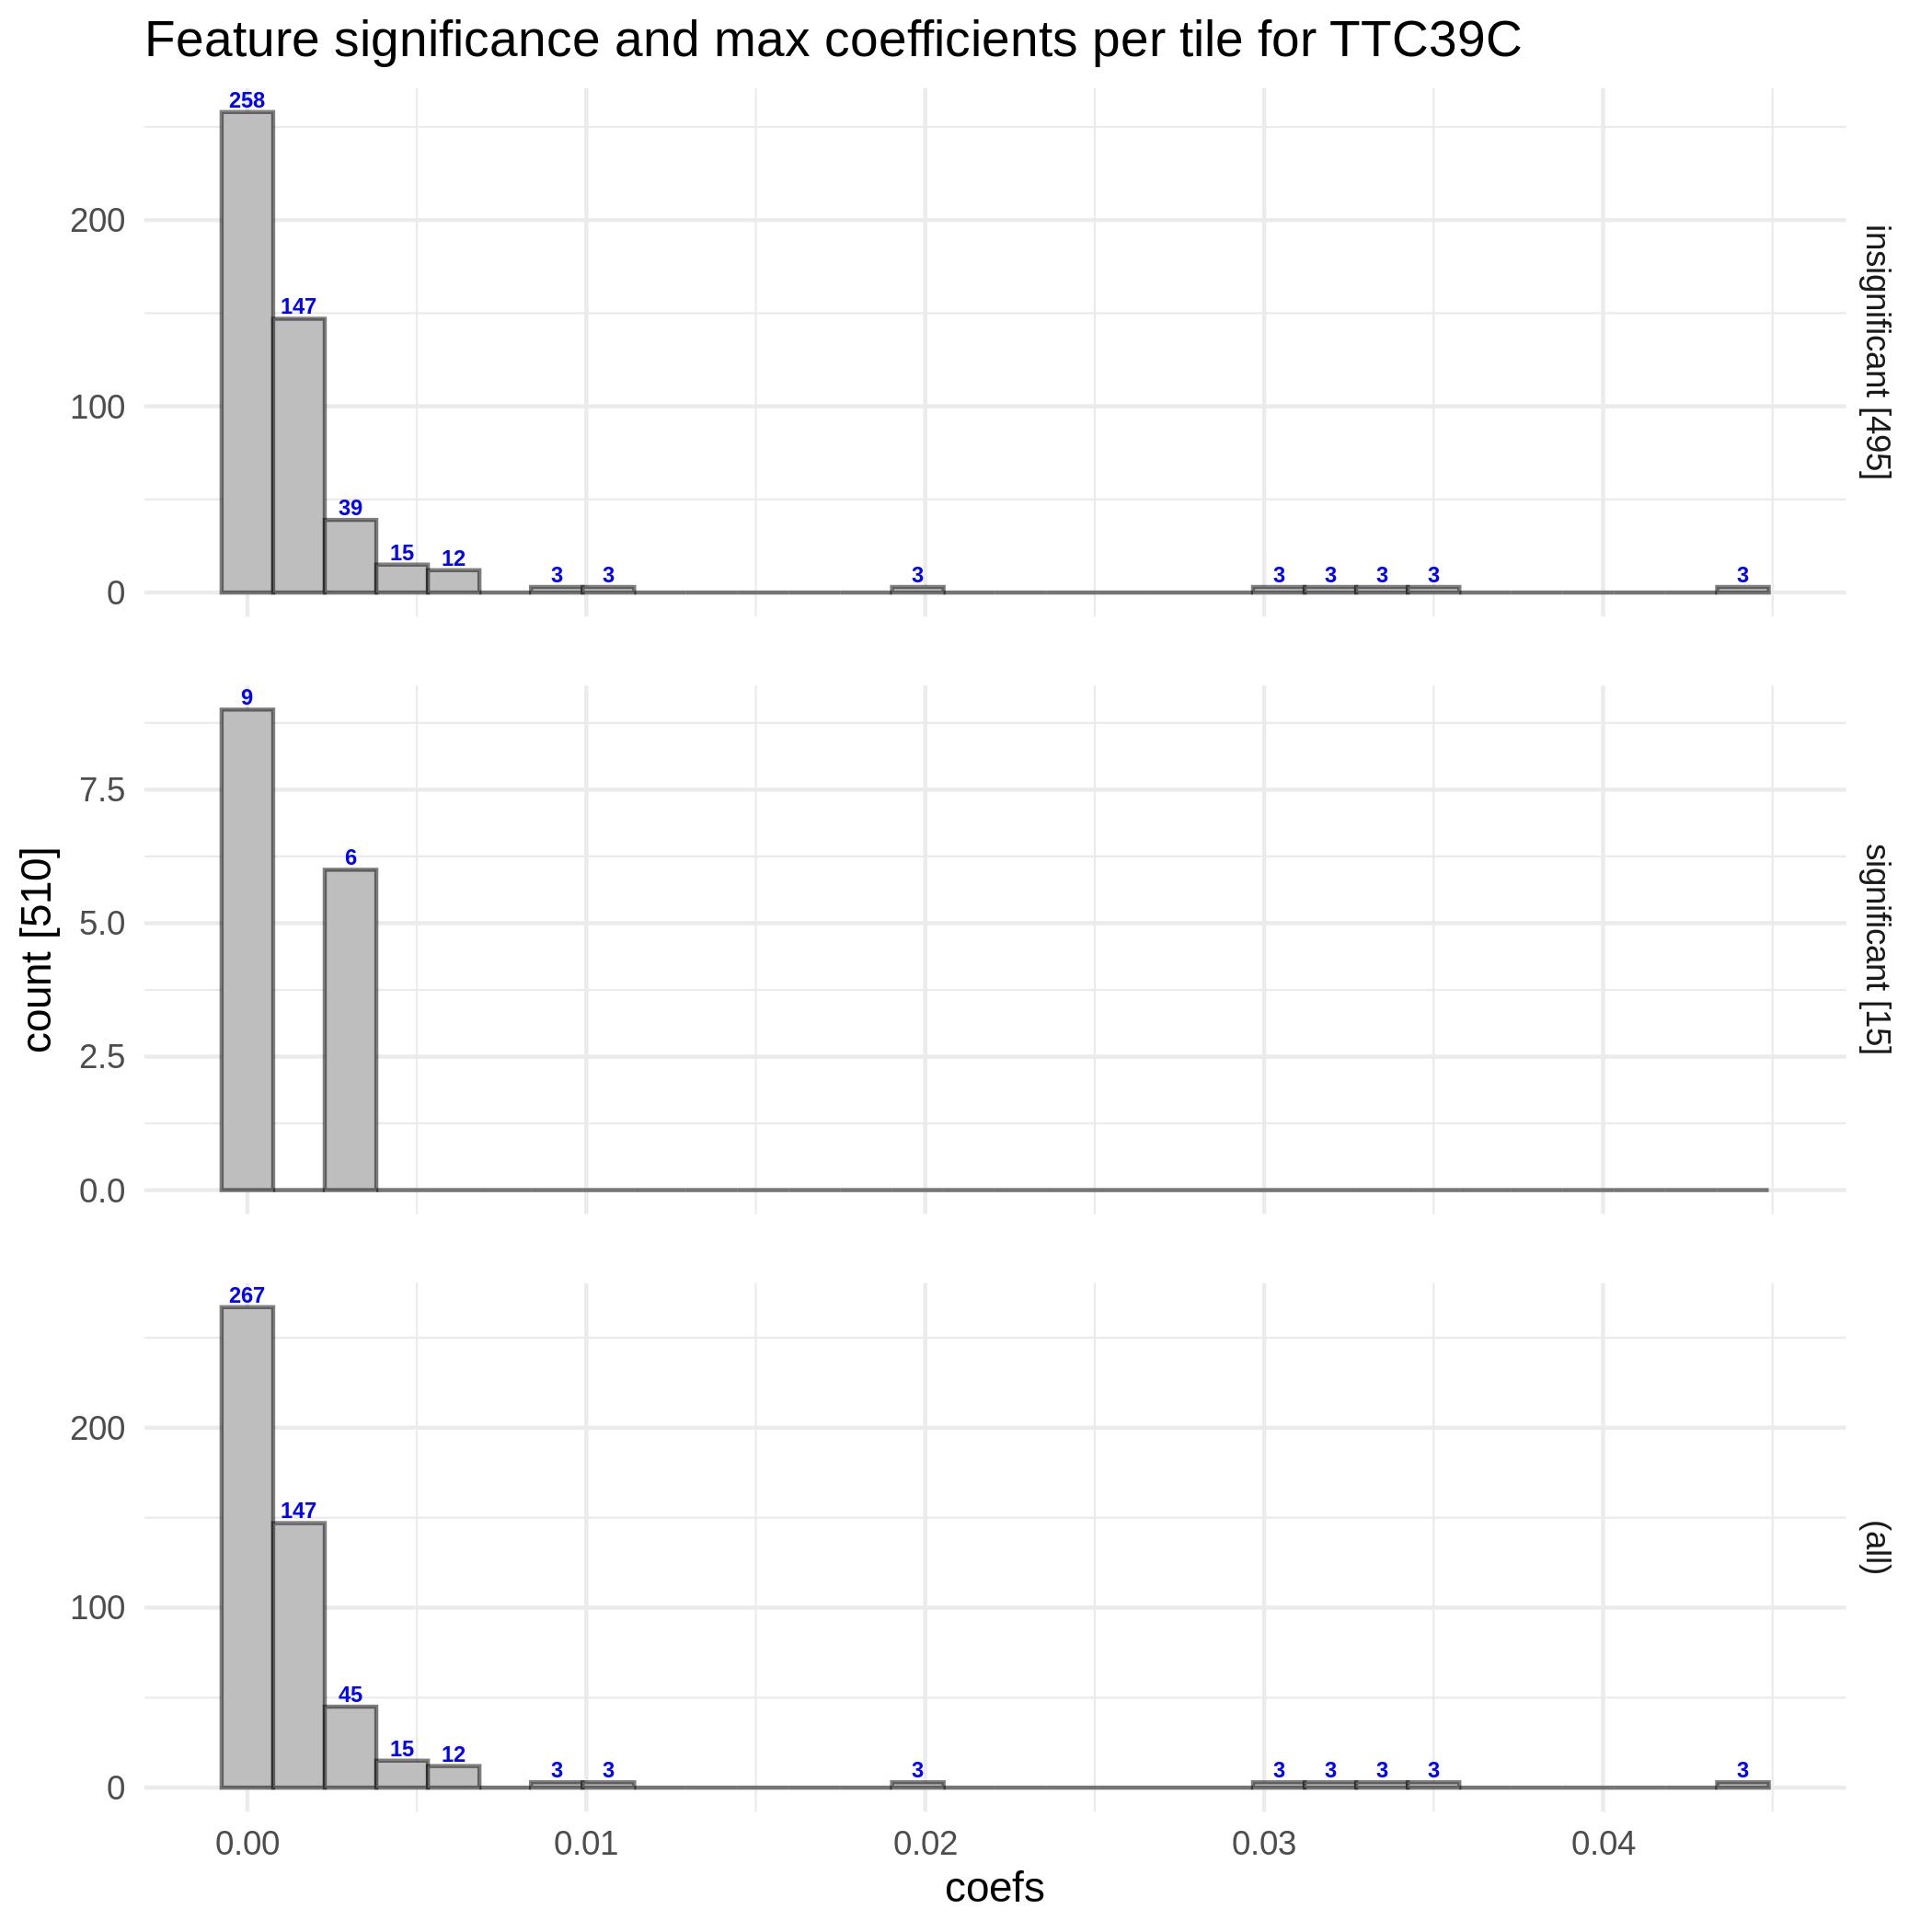 Feature significance and max coefficients per tile for TTC39C
258
147
39
15 12
3 3 3 3 3 3 3 3
200
100
0
insignificant [495]
9
6
7.5
5.0
2.5
0.0
significant [15]
count [510]
267
147
45
15 12
3 3 3 3 3 3 3 3
200
100
0
(all)
0.00 0.01 0.02 0.03 0.04
coefs